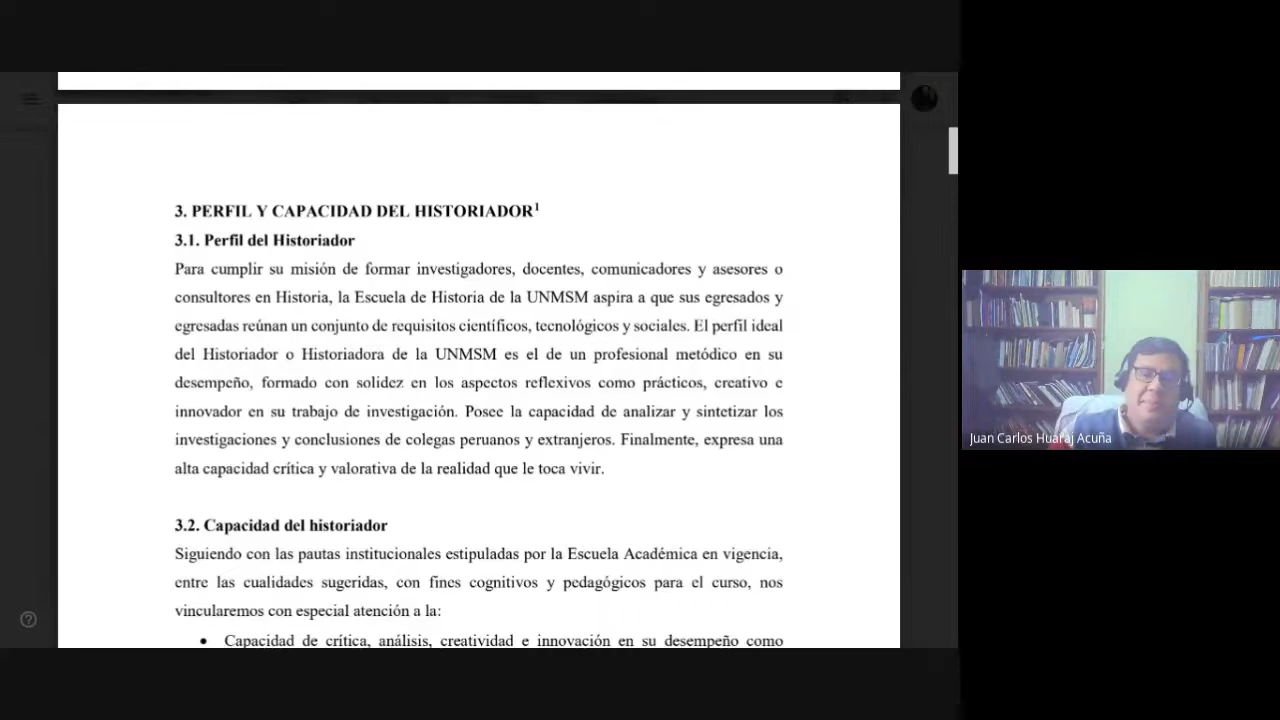 3. PERFIL Y CAPACIDAD DEL HISTORIADOR¹
3.1. Perfil del Historiador
Para cumplir su misión de formar investigadores, docentes, comunicadores y asesores o
consultores en Historia, la Escuela de Historia de la UNMSM aspira a que sus egresados y
egresadas reúnan un conjunto de requisitos científicos, tecnológicos y sociales. El perfil ideal
del Historiador o Historiadora de la UNMSM es el de un profesional metódico en su
desempeño, formado con solidez en los aspectos reflexivos como prácticos, creativo e
innovador en su trabajo de investigación. Posee la capacidad de analizar y sintetizar los
investigaciones y conclusiones de colegas peruanos y extranjeros. Finalmente, expresa una
alta capacidad crítica y valorativa de la realidad que le toca vivir.
3.2. Capacidad del historiador
Siguiendo con las pautas institucionales estipuladas por la Escuela Académica en vigencia,
entre las cualidades sugeridas, con fines cognitivos y pedagógicos para el curso, nos
vincularemos con especial atención a la:
• Capacidad de crítica, análisis, creatividad e innovación en su desempeño como
Juan Carlos Huaraj Acuña